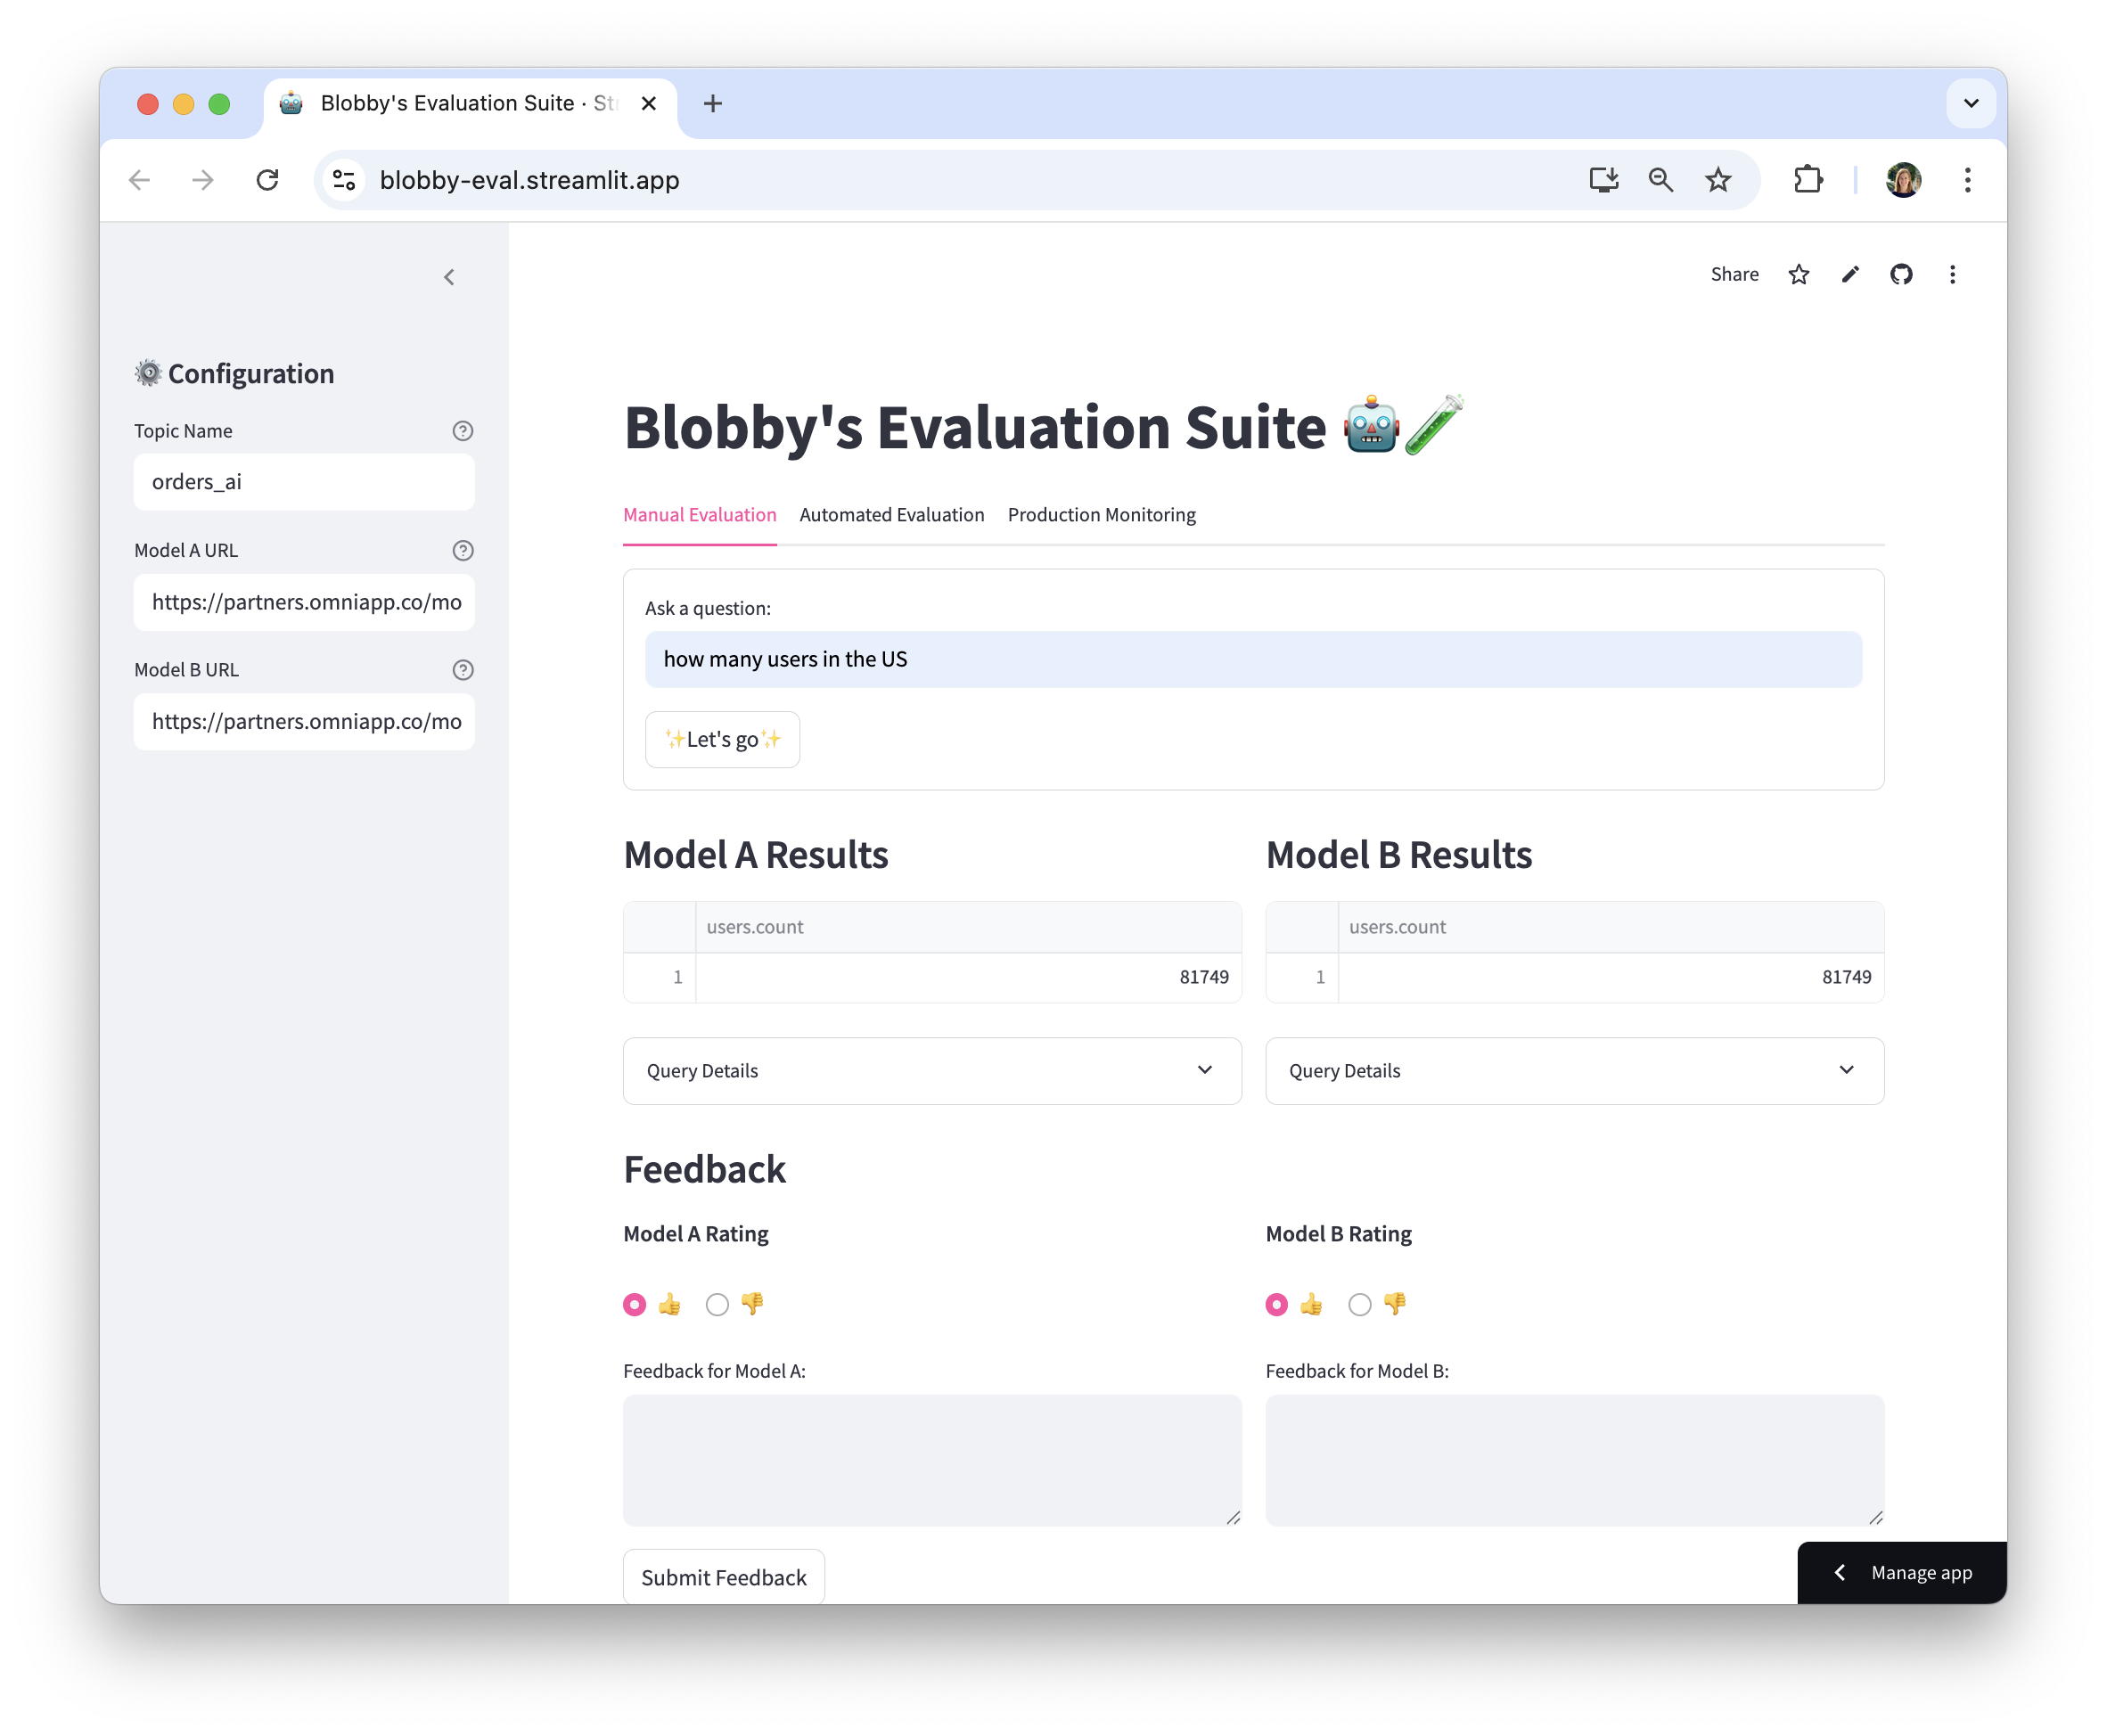 Blobby's Evaluation Suite · Str
blobby-eval.streamlit.app
Share
⚙️ Configuration
Topic Name
orders_ai
Model A URL
https://partners.omniapp.co/mo
Model B URL
https://partners.omniapp.co/mo
Blobby's Evaluation Suite 🤖🧪
Manual Evaluation Automated Evaluation Production Monitoring
Ask a question:
how many users in the US
✨Let's go✨
Model A Results Model B Results
users.count users.count
1 81749 1 81749
Query Details Query Details
Feedback
Model A Rating Model B Rating
👍 👎 👍 👎
Feedback for Model A: Feedback for Model B:
Submit Feedback
Manage app